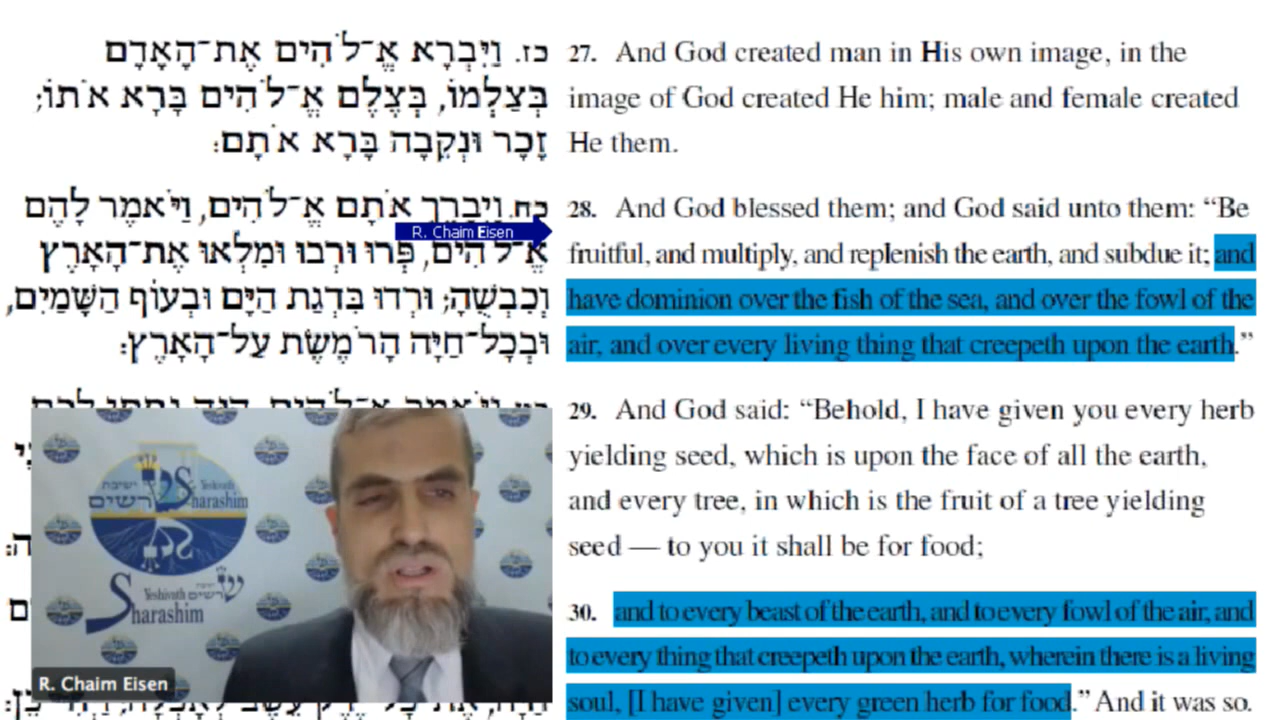 כז. וַיִּבְרָא אֱ־לֹהִים אֶת־הָאָדָם
בְּצַלְמוֹ, בְּצֶלֶם אֱ־לֹהִים בָּרָא אֹתוֹ;
זָכָר וּנְקֵבָה בָּרָא אֹתָם:
כח. וַיְבָרֶךְ אֹתָם אֱ־לֹהִים, וַיֹּאמֶר לָהֶם
אֱ־לֹהִים, פְּרוּ וּרְבוּ וּמִלְאוּ אֶת־הָאָרֶץ
וְכִבְשֻׁהָ; וּרְדוּ בִּדְגַת הַיָּם וּבְעוֹף הַשָּׁמַיִם,
וּבְכָל־חַיָּה הָרֹמֶשֶׂת עַל־הָאָרֶץ:
27. And God created man in His own image, in the
image of God created He him; male and female created
He them.
28. And God blessed them; and God said unto them: “Be
fruitful, and multiply, and replenish the earth, and subdue it; and
have dominion over the fish of the sea, and over the fowl of the
air, and over every living thing that creepeth upon the earth.”
29. And God said: “Behold, I have given you every herb
yielding seed, which is upon the face of all the earth,
and every tree, in which is the fruit of a tree yielding
seed — to you it shall be for food;
30. and to every beast of the earth, and to every fowl of the air, and
to every thing that creepeth upon the earth, wherein there is a living
soul, [I have given] every green herb for food.” And it was so.
R. Chaim Eisen
ישיבת
שרשים
Yeshivath
Sharashim
Yeshivath
שרשים
Sharashim
R. Chaim Eisen